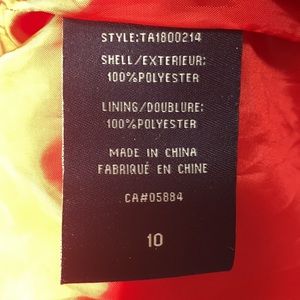 STYLE:TA1800214
SHELL/EXTERIEUR:
100%POLYESTER
LINING/DOUBLURE:
100%POLYESTER
MADE IN CHINA
FABRIQUÉ EN CHINE
CA#05884
10